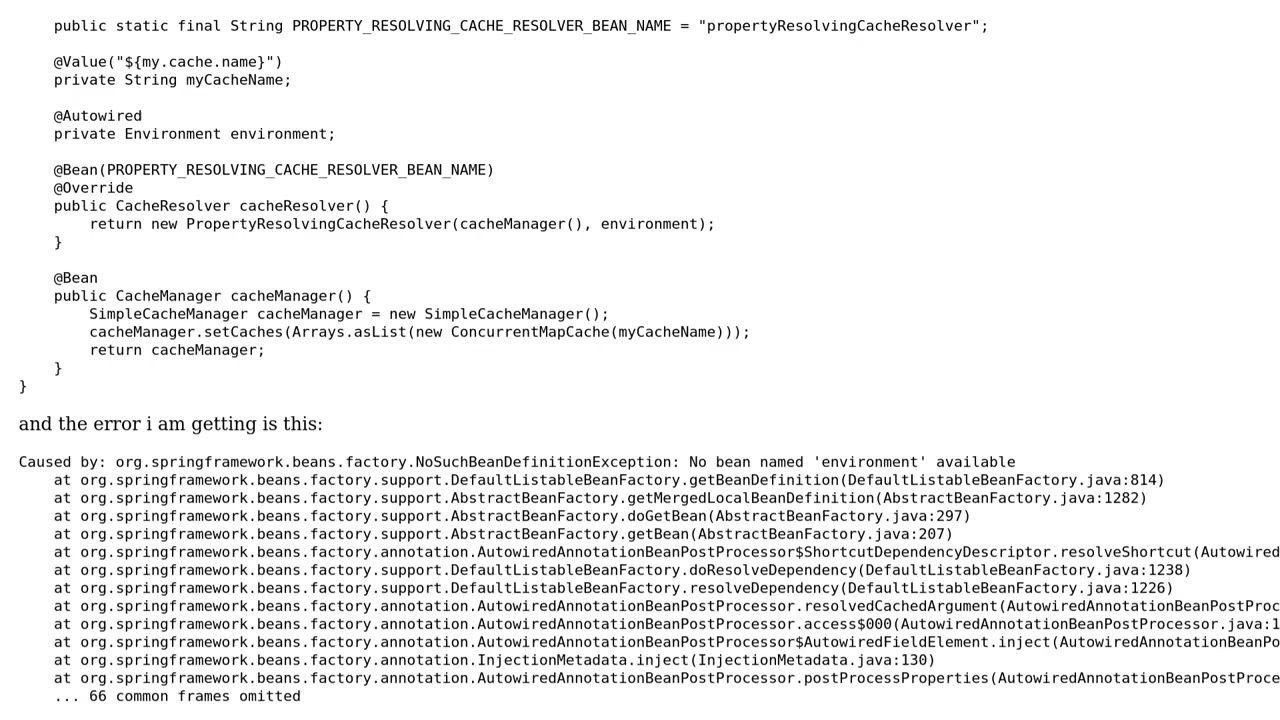 public static final String PROPERTY_RESOLVING_CACHE_RESOLVER_BEAN_NAME = "propertyResolvingCacheResolver";

    @Value("${my.cache.name}")
    private String myCacheName;

    @Autowired
    private Environment environment;

    @Bean(PROPERTY_RESOLVING_CACHE_RESOLVER_BEAN_NAME)
    @Override
    public CacheResolver cacheResolver() {
        return new PropertyResolvingCacheResolver(cacheManager(), environment);
    }

    @Bean
    public CacheManager cacheManager() {
        SimpleCacheManager cacheManager = new SimpleCacheManager();
        cacheManager.setCaches(Arrays.asList(new ConcurrentMapCache(myCacheName)));
        return cacheManager;
    }
}
and the error i am getting is this:
Caused by: org.springframework.beans.factory.NoSuchBeanDefinitionException: No bean named 'environment' available
    at org.springframework.beans.factory.support.DefaultListableBeanFactory.getBeanDefinition(DefaultListableBeanFactory.java:814)
    at org.springframework.beans.factory.support.AbstractBeanFactory.getMergedLocalBeanDefinition(AbstractBeanFactory.java:1282)
    at org.springframework.beans.factory.support.AbstractBeanFactory.doGetBean(AbstractBeanFactory.java:297)
    at org.springframework.beans.factory.support.AbstractBeanFactory.getBean(AbstractBeanFactory.java:207)
    at org.springframework.beans.factory.annotation.AutowiredAnnotationBeanPostProcessor$ShortcutDependencyDescriptor.resolveShortcut(Autowired
    at org.springframework.beans.factory.support.DefaultListableBeanFactory.doResolveDependency(DefaultListableBeanFactory.java:1238)
    at org.springframework.beans.factory.support.DefaultListableBeanFactory.resolveDependency(DefaultListableBeanFactory.java:1226)
    at org.springframework.beans.factory.annotation.AutowiredAnnotationBeanPostProcessor.resolvedCachedArgument(AutowiredAnnotationBeanPostProc
    at org.springframework.beans.factory.annotation.AutowiredAnnotationBeanPostProcessor.access$000(AutowiredAnnotationBeanPostProcessor.java:1
    at org.springframework.beans.factory.annotation.AutowiredAnnotationBeanPostProcessor$AutowiredFieldElement.inject(AutowiredAnnotationBeanPo
    at org.springframework.beans.factory.annotation.InjectionMetadata.inject(InjectionMetadata.java:130)
    at org.springframework.beans.factory.annotation.AutowiredAnnotationBeanPostProcessor.postProcessProperties(AutowiredAnnotationBeanPostProce
    ... 66 common frames omitted